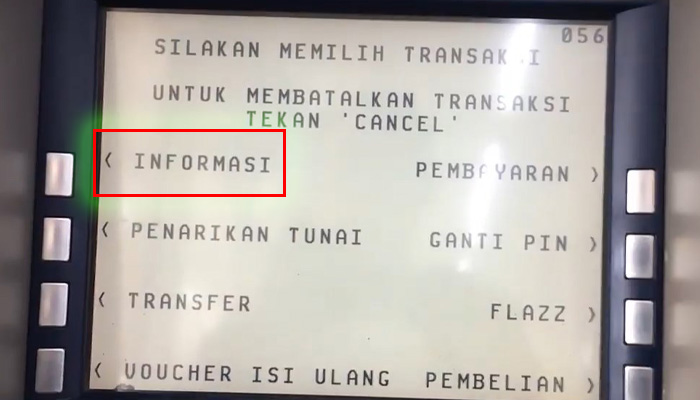 056
SILAKAN MEMILIH TRANSAKSI
UNTUK MEMBATALKAN TRANSAKSI
TEKAN 'CANCEL'
< INFORMASI PEMBAYARAN >
< PENARIKAN TUNAI GANTI PIN >
< TRANSFER FLAZZ >
< VOUCHER ISI ULANG PEMBELIAN >